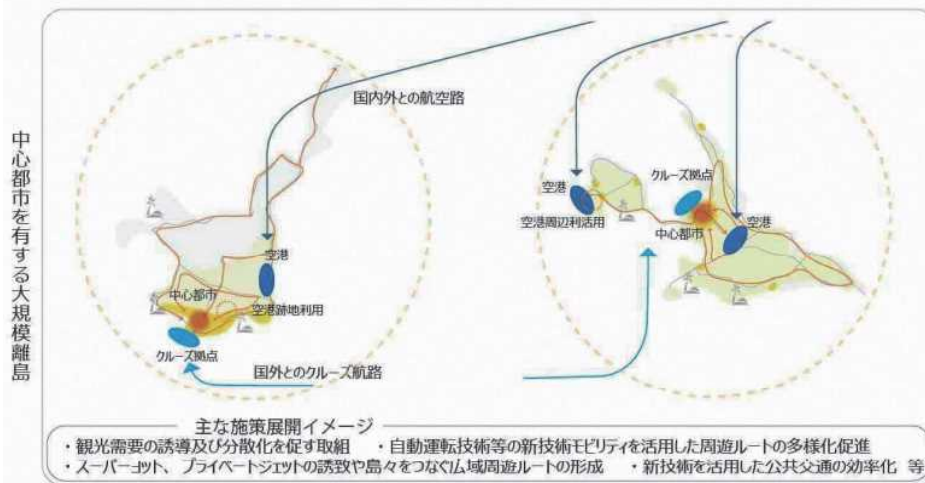 中心都市を有する大規模離島
国内外との航空路
空港
中心都市
空港跡地利用
クルーズ拠点
国外とのクルーズ航路
空港
空港周辺利活用
クルーズ拠点
中心都市
空港
主な施策展開イメージ
・観光需要の誘導及び分散化を促す取組 ・自動運転技術等の新技術モビリティを活用した周遊ルートの多様化促進
・スーパーヨット、プライベートジェットの誘致や島々をつなぐ広域周遊ルートの形成 ・新技術を活用した公共交通の効率化 等